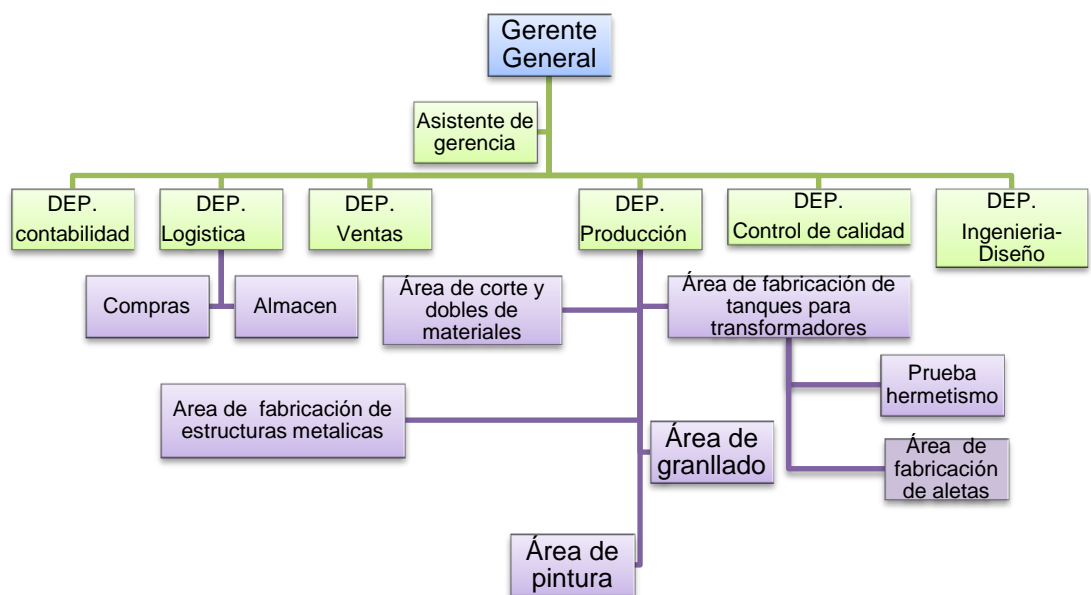 Gerente
General
Asistente de
gerencia
DEP.
contabilidad
DEP.
Logistica
DEP.
Ventas
DEP.
Producción
DEP.
Control de calidad
DEP.
Ingenieria-
Diseño
Compras
Almacen
Área de corte y
dobles de
materiales
Área de fabricación de
tanques para
transformadores
Prueba
hermetismo
Area de  fabricación de
estructuras metalicas
Área de
granllado
Área  de
fabricación
de aletas
Área de
pintura